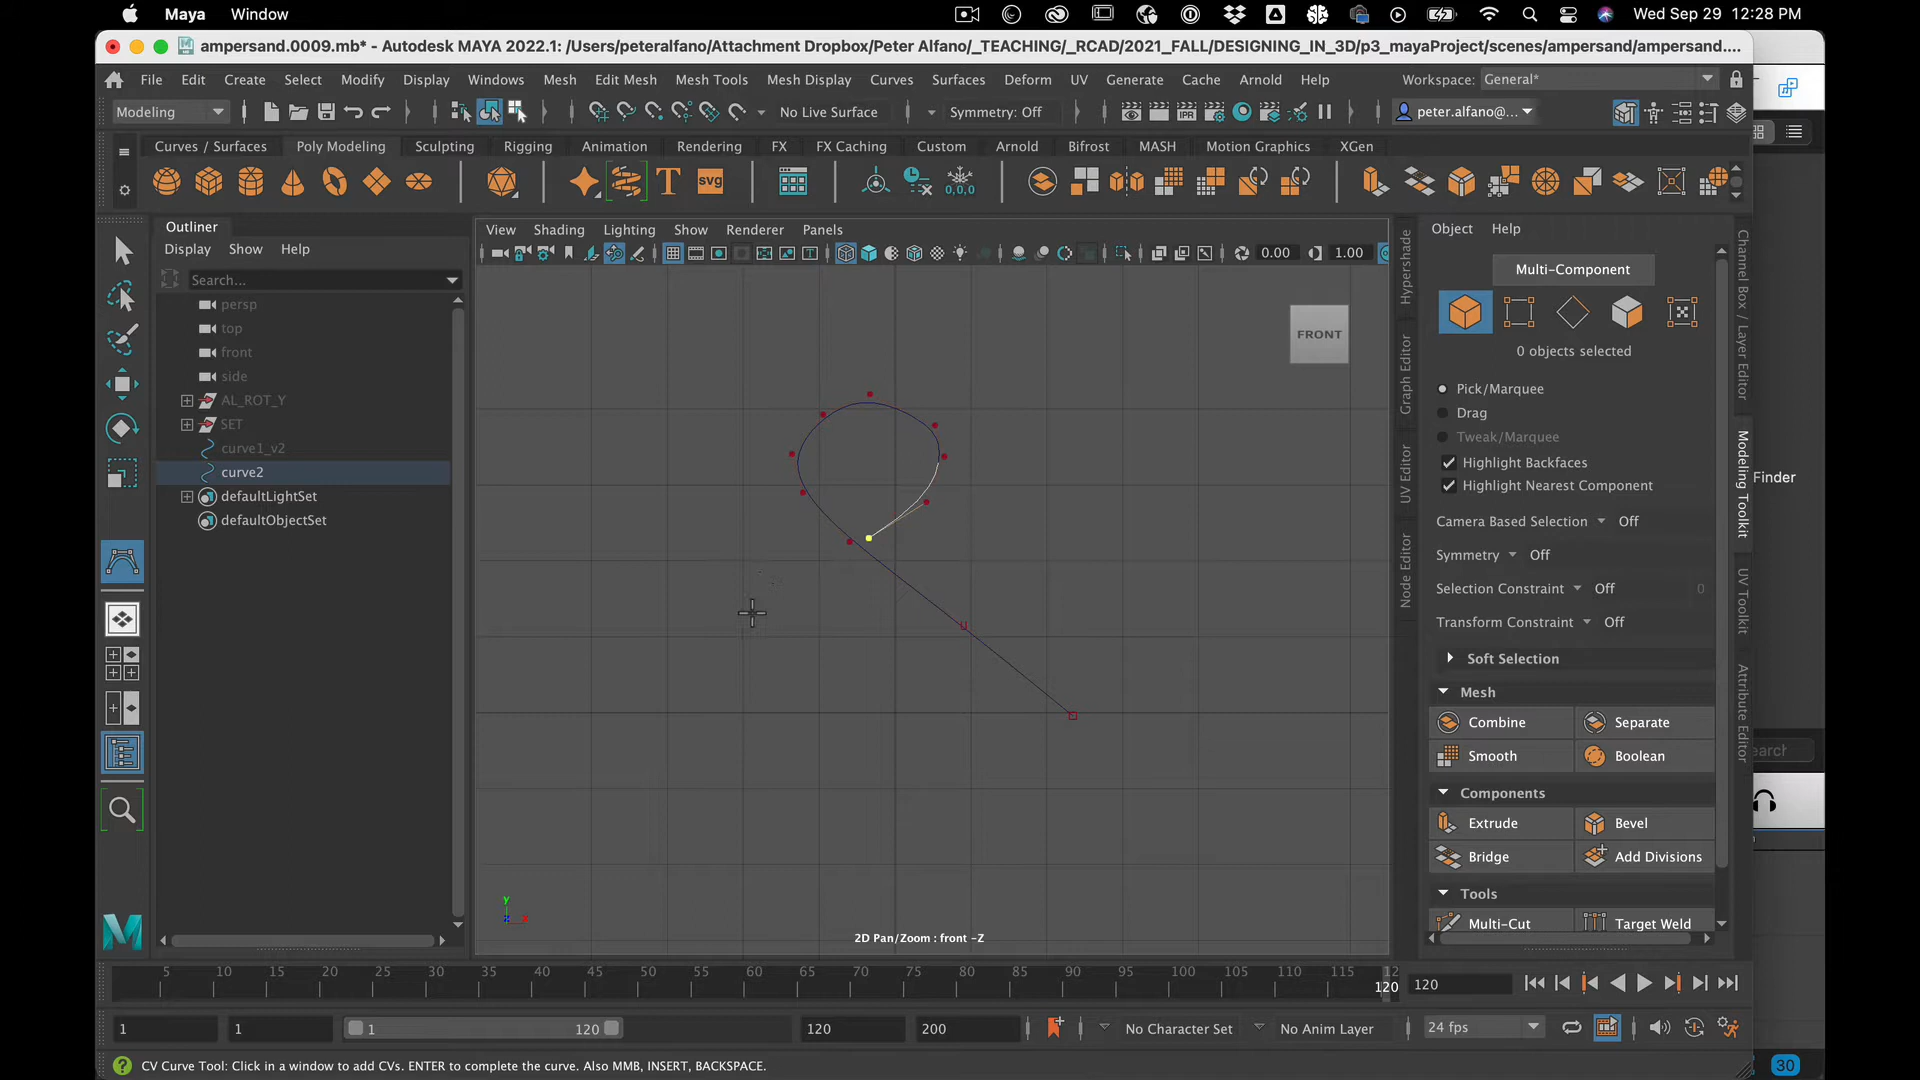 Maya Window Wed Sep 29 12:28 PM
ampersand.0009.mb* - Autodesk MAYA 2022.1: /Users/peteralfano/Attachment Dropbox/Peter Alfano/_TEACHING/_RCAD/2021_FALL/DESIGNING_IN_3D/p3_mayaProject/scenes/ampersand/ampersand....
File Edit Create Select Modify Display Windows Mesh Edit Mesh Mesh Tools Mesh Display Curves Surfaces Deform UV Generate Cache Arnold Help Workspace: General*
Modeling No Live Surface Symmetry: Off IPR peter.alfano@...
Curves / Surfaces Poly Modeling Sculpting Rigging Animation Rendering FX FX Caching Custom Arnold Bifrost MASH Motion Graphics XGen
T svg 0,0,0
Outliner
Display Show Help
Search...
persp
top
front
side
AL_ROT_Y
SET
curve1_v2
curve2
defaultLightSet
defaultObjectSet
View Shading Lighting Show Renderer Panels
0.00 1.00
FRONT
U
y
x
2D Pan/Zoom : front -Z
Hypershade
Graph Editor
UV Editor
Node Editor
Object Help
Multi-Component
0 objects selected
Pick/Marquee
Drag
Tweak/Marquee
Highlight Backfaces
Highlight Nearest Component
Camera Based Selection Off
Symmetry Off
Selection Constraint Off 0
Transform Constraint Off
Soft Selection
Mesh
Combine Separate
Smooth Boolean
Components
Extrude Bevel
Bridge Add Divisions
Tools
Multi-Cut Target Weld
Channel Box / Layer Editor
Modeling Toolkit
UV Toolkit
Attribute Editor
Finder
earch
5 10 15 20 25 30 35 40 45 50 55 60 65 70 75 80 85 90 95 100 105 110 115 12
120
120
1 1 1 120 120 200 No Character Set No Anim Layer 24 fps
CV Curve Tool: Click in a window to add CVs. ENTER to complete the curve. Also MMB, INSERT, BACKSPACE.
30